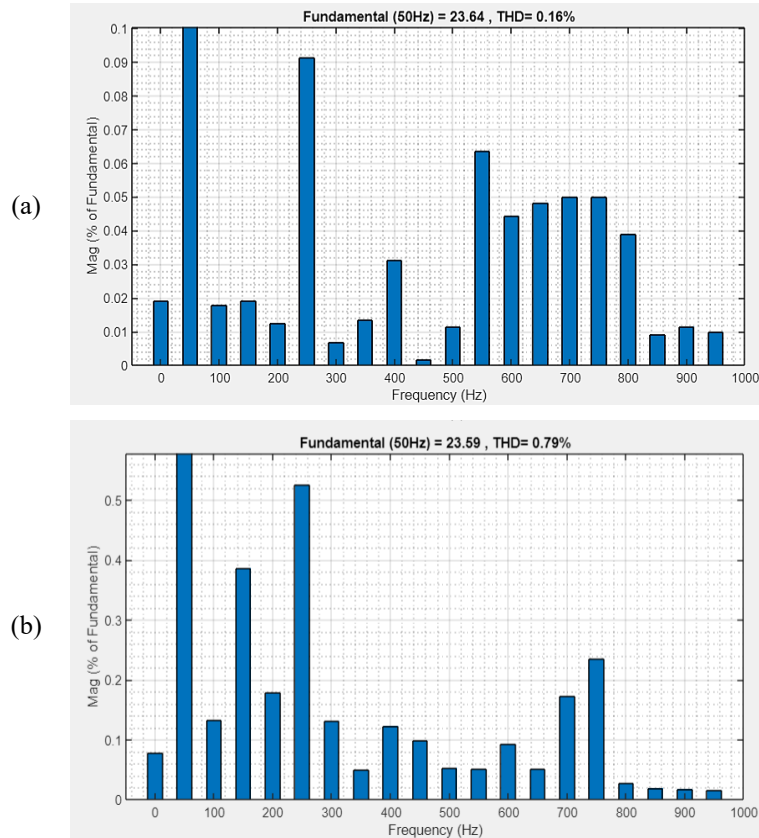 (a)
Fundamental (50Hz) = 23.64 , THD= 0.16%
Mag (% of Fundamental)
0.1
0.09
0.08
0.07
0.06
0.05
0.04
0.03
0.02
0.01
0
0 100 200 300 400 500 600 700 800 900 1000
Frequency (Hz)
(b)
Fundamental (50Hz) = 23.59 , THD= 0.79%
Mag (% of Fundamental)
0.5
0.4
0.3
0.2
0.1
0
0 100 200 300 400 500 600 700 800 900 1000
Frequency (Hz)